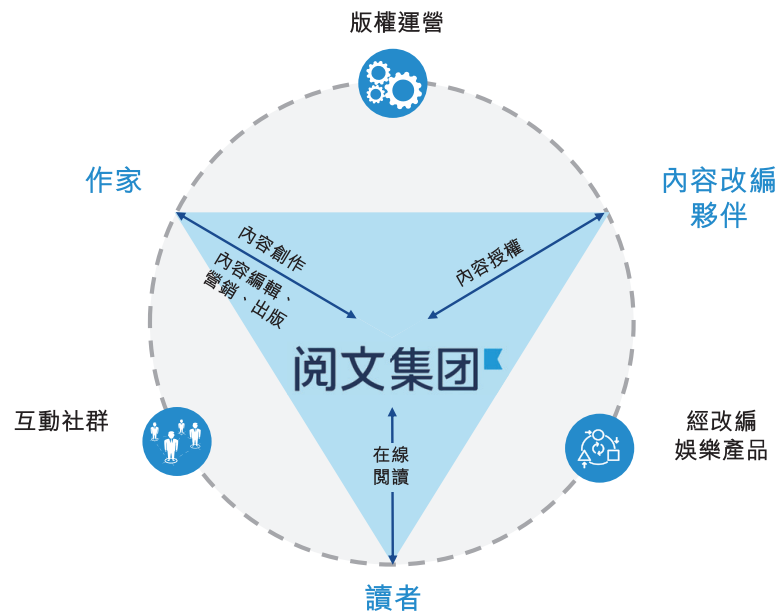 版權運營
作家
內容改編
夥伴
內容創作
內容編輯、
營銷、出版
內容授權
阅文集团
互動社群
在線
閱讀
經改編
娛樂產品
讀者